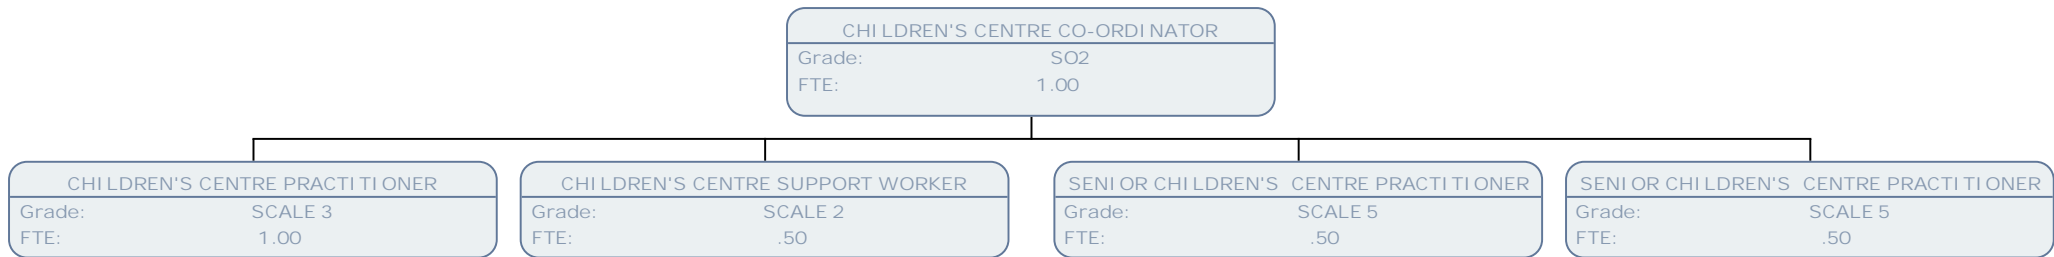 CHILDREN'S CENTRE CO-ORDINATOR
Grade: SO2
FTE: 1.00
CHILDREN'S CENTRE PRACTITIONER
Grade: SCALE 3
FTE: 1.00
CHILDREN'S CENTRE SUPPORT WORKER
Grade: SCALE 2
FTE: .50
SENIOR CHILDREN'S CENTRE PRACTITIONER
Grade: SCALE 5
FTE: .50
SENIOR CHILDREN'S CENTRE PRACTITIONER
Grade: SCALE 5
FTE: .50